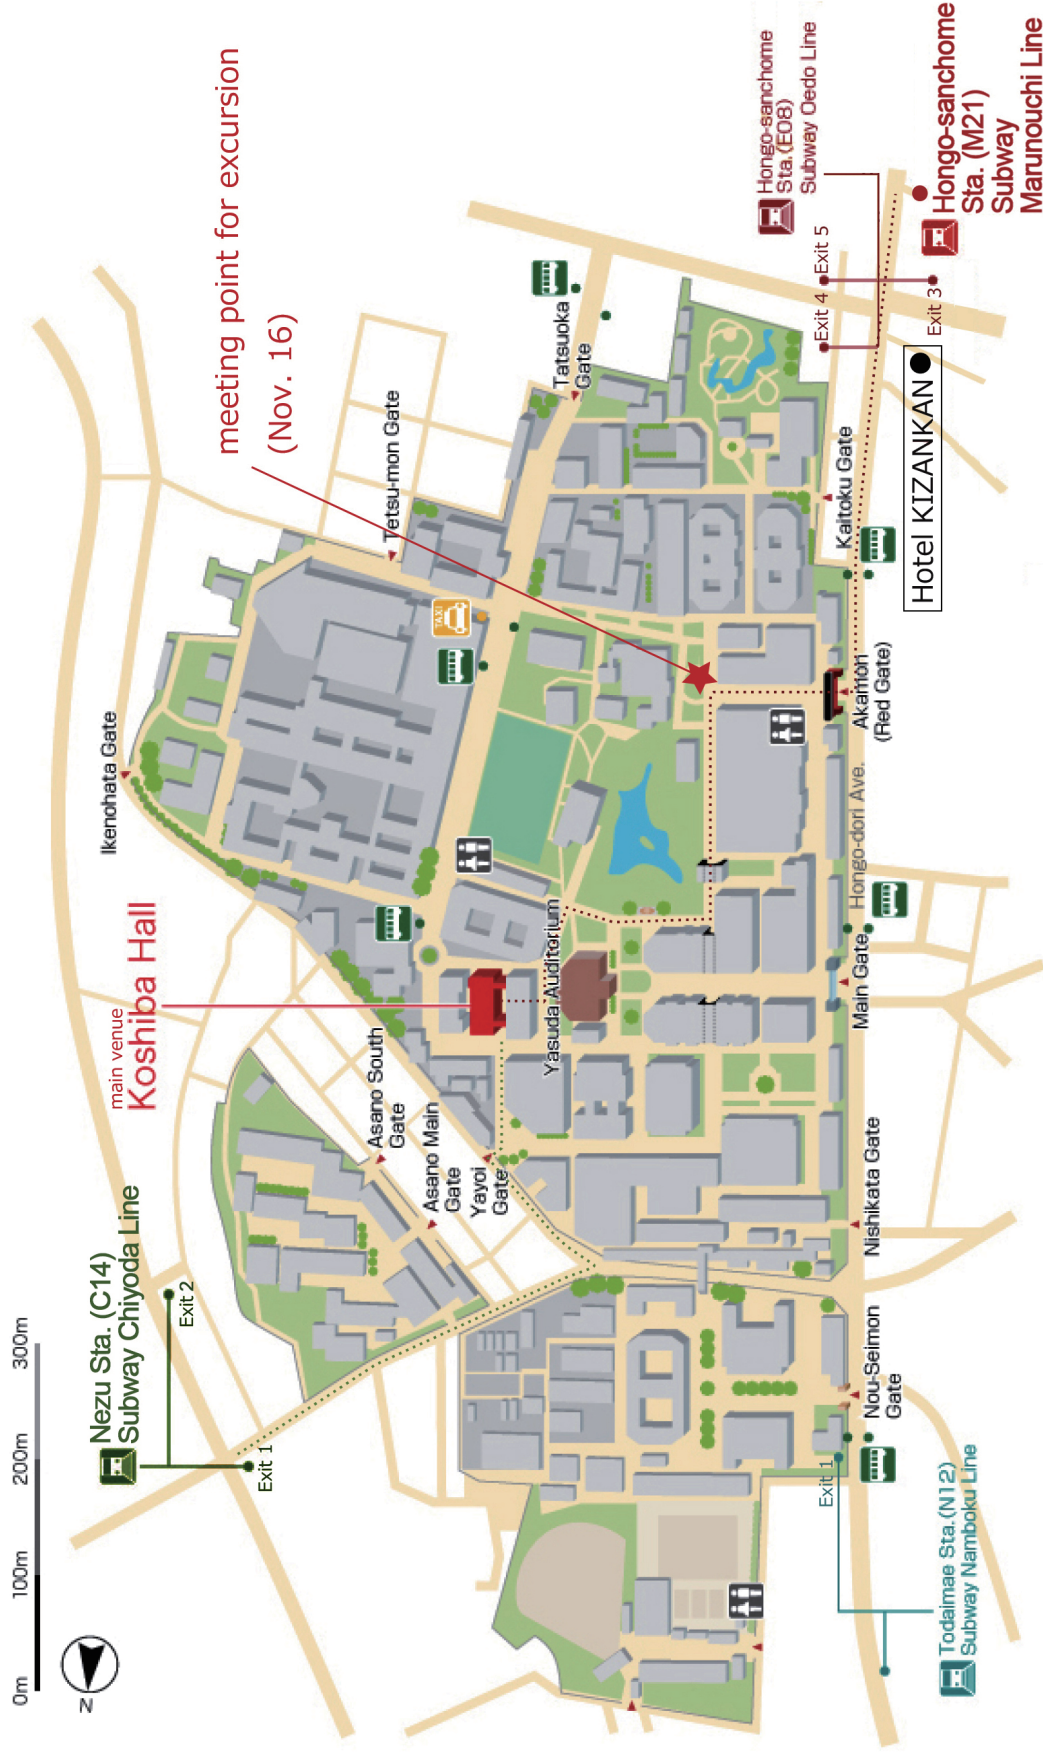 0m
100m
200m
300m
N
Nezu Sta. (C14)
Subway Chiyoda Line
Exit 2
Exit 1
main venue
Koshiba Hall
Ikenohata Gate
meeting point for excursion
(Nov. 16)
Tetsu-mon Gate
TAXI
Tatsuoka
Gate
Asano South
Gate
Asano Main
Gate
Yayoi
Gate
Yasuda Auditorium
Hongo-sanchome
Sta.(E08)
Subway Oedo Line
Exit 4
Exit 5
Exit 3
Hongo-sanchome
Sta. (M21)
Subway
Marunouchi Line
Hotel KIZANKAN
Kaitoku Gate
Akamon
(Red Gate)
Hongo-dori Ave.
Main Gate
Nishikata Gate
Nou-Seimon
Gate
Exit 1
Todaimae Sta.(N12)
Subway Namboku Line